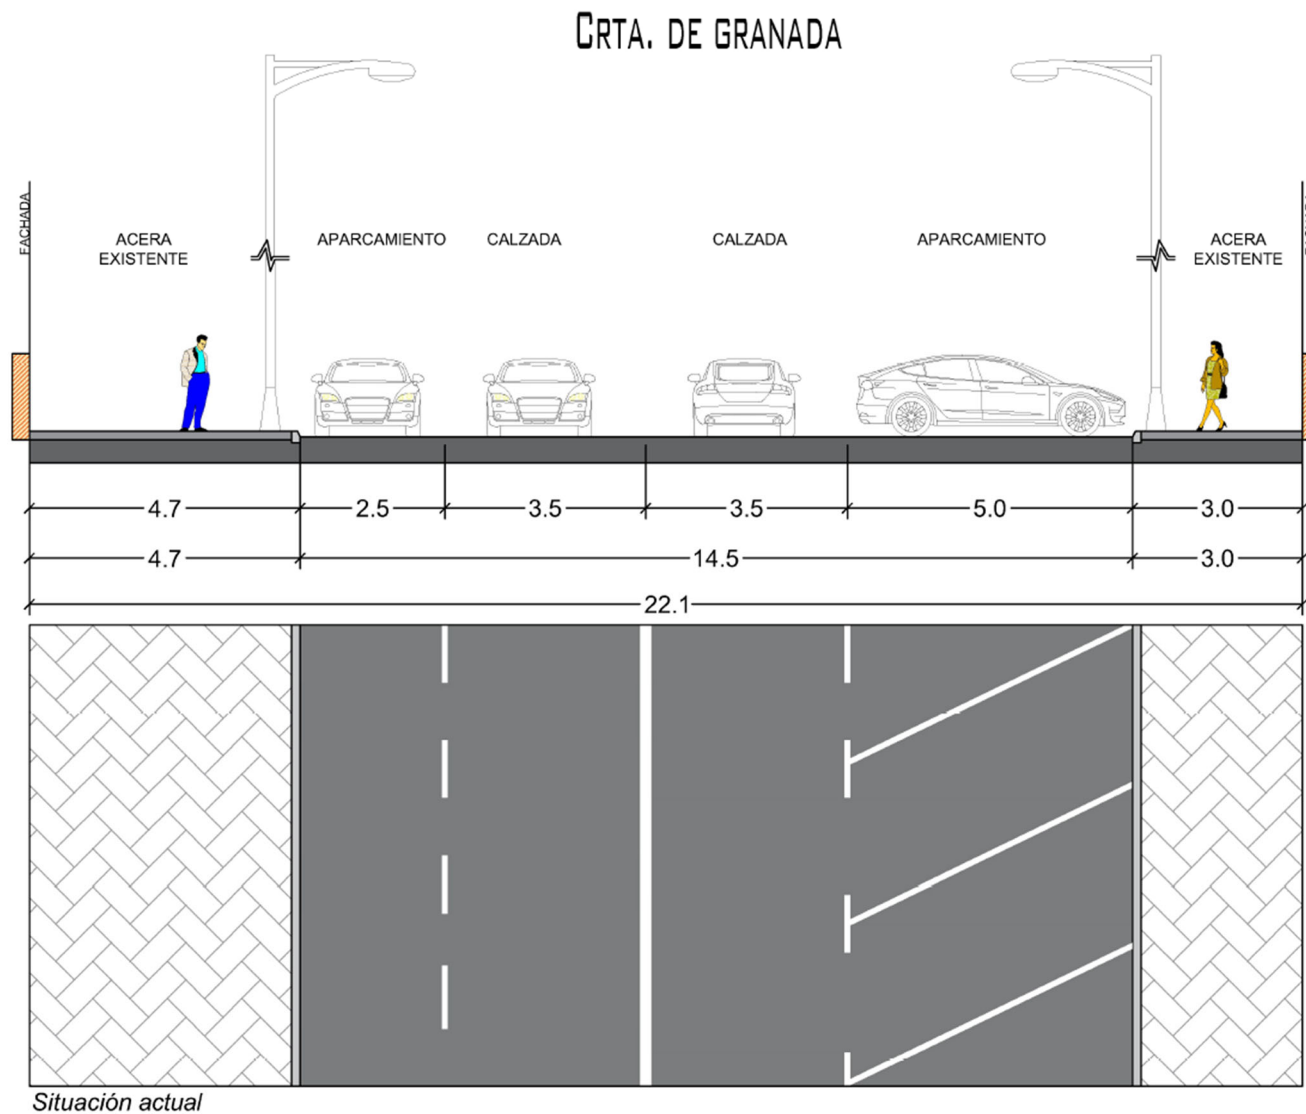 CRTA. DE GRANADA
FACHADA
ACERA
EXISTENTE
APARCAMIENTO
CALZADA
CALZADA
APARCAMIENTO
ACERA
EXISTENTE
4.7
2.5
3.5
3.5
5.0
3.0
4.7
14.5
3.0
22.1
Situación actual